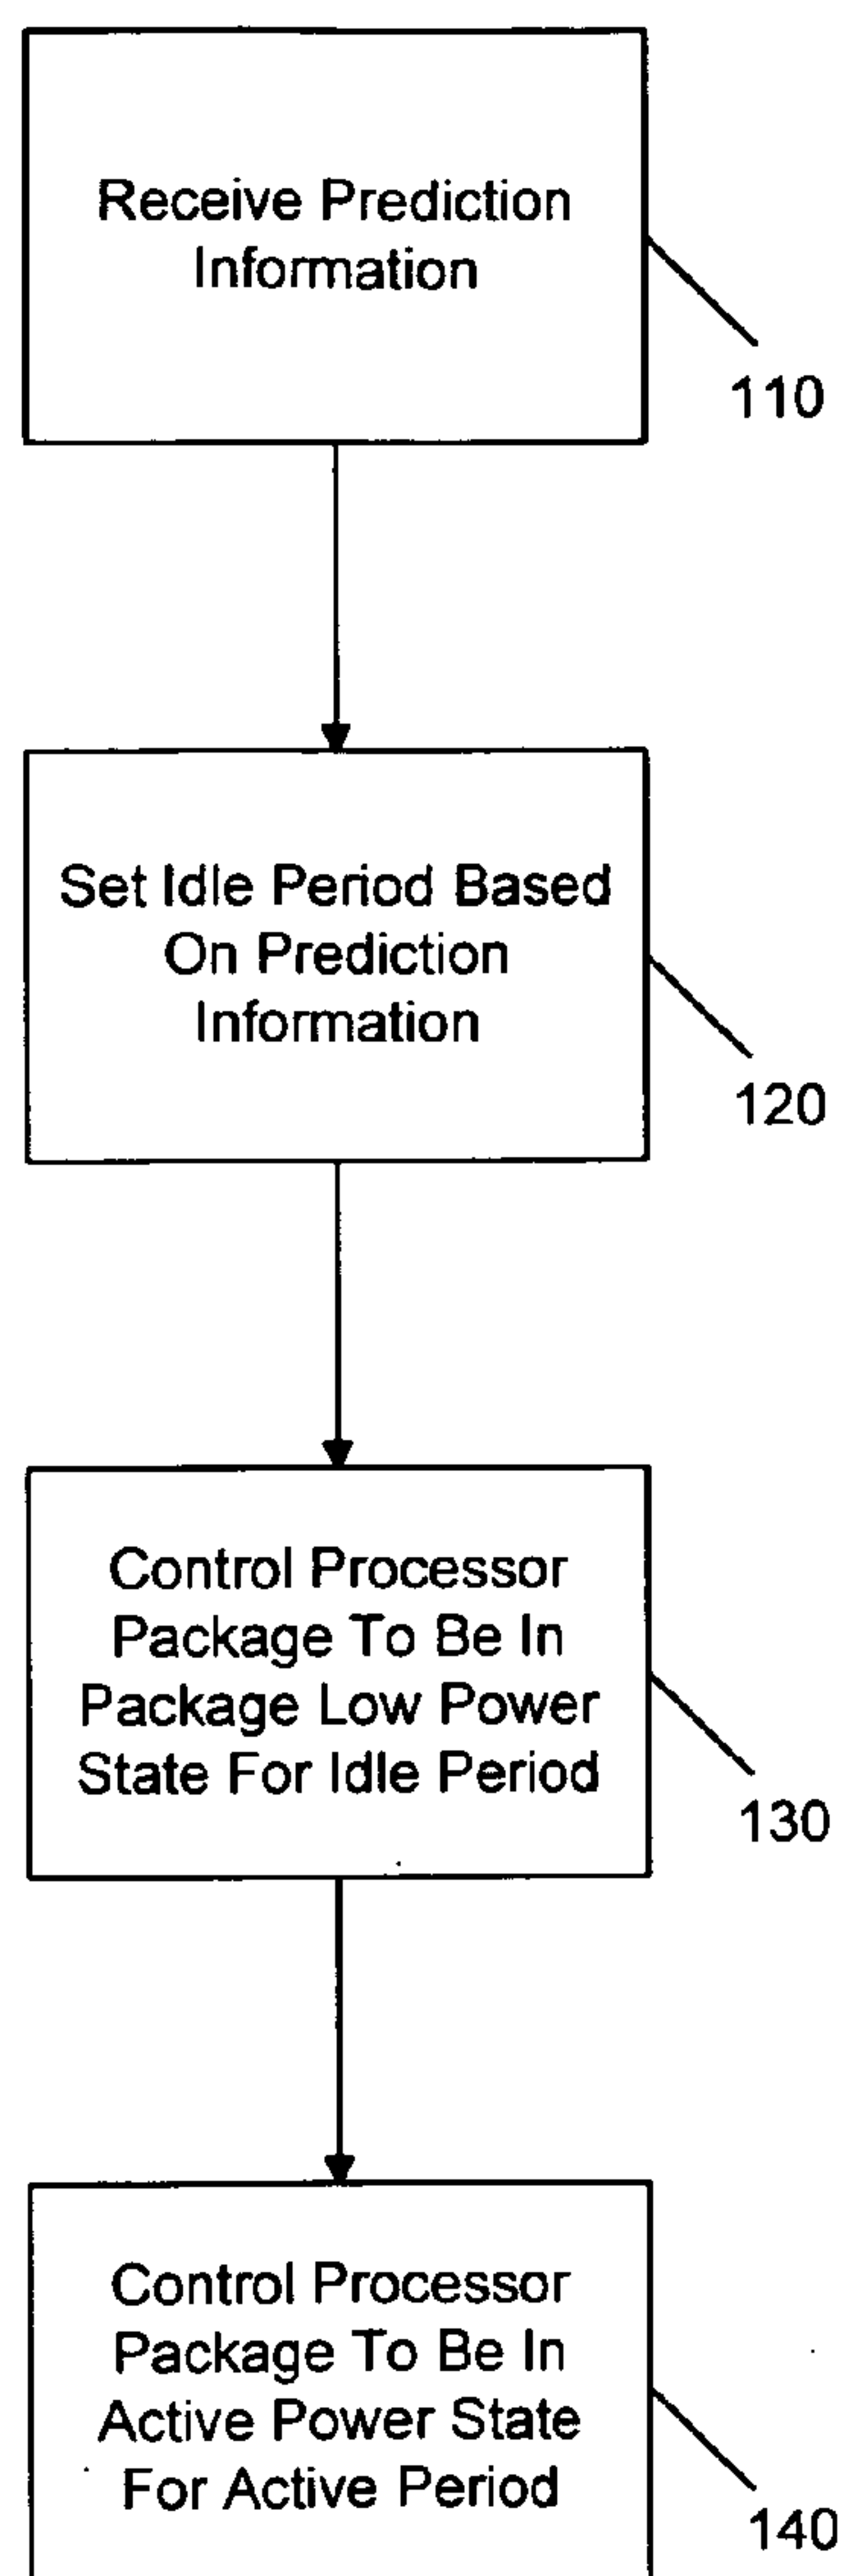 Receive Prediction
Information
110
Set Idle Period Based
On Prediction
Information
120
Control Processor
Package To Be In
Package Low Power
State For Idle Period
130
Control Processor
Package To Be In
Active Power State
For Active Period
140